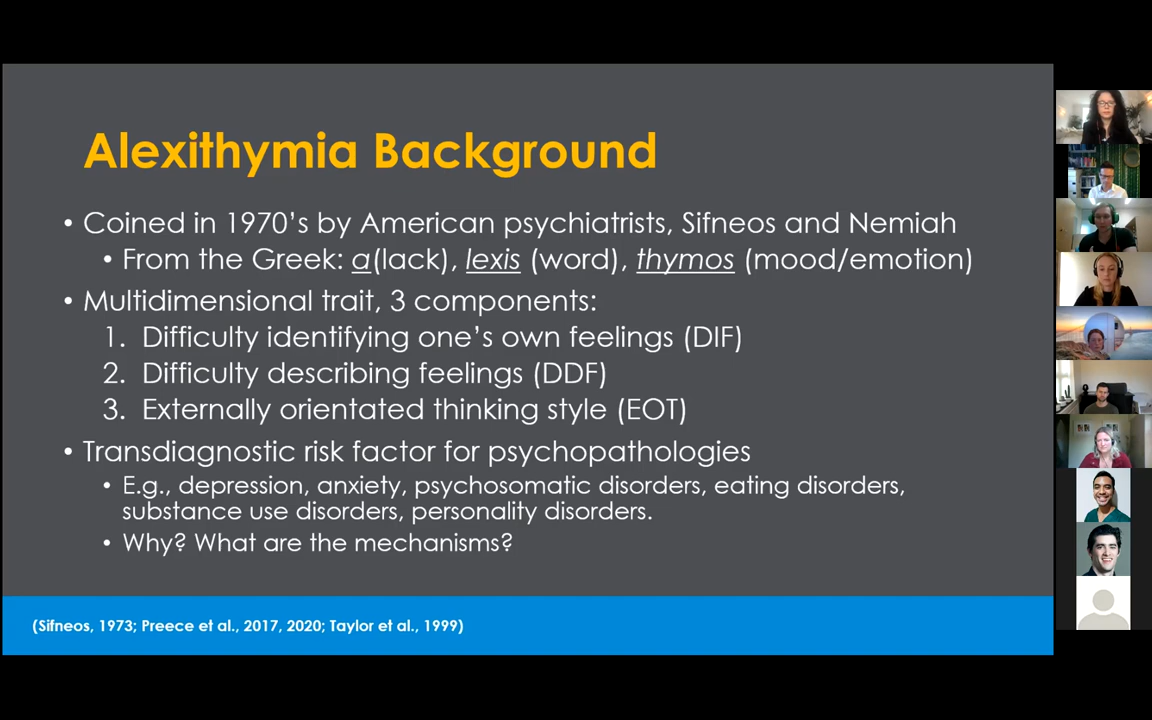 Alexithymia Background
• Coined in 1970's by American psychiatrists, Sifneos and Nemiah
• From the Greek: a(lack), lexis (word), thymos (mood/emotion)
• Multidimensional trait, 3 components:
1. Difficulty identifying one's own feelings (DIF)
2. Difficulty describing feelings (DDF)
3. Externally orientated thinking style (EOT)
• Transdiagnostic risk factor for psychopathologies
• E.g., depression, anxiety, psychosomatic disorders, eating disorders,
substance use disorders, personality disorders.
• Why? What are the mechanisms?
(Sifneos, 1973; Preece et al., 2017, 2020; Taylor et al., 1999)